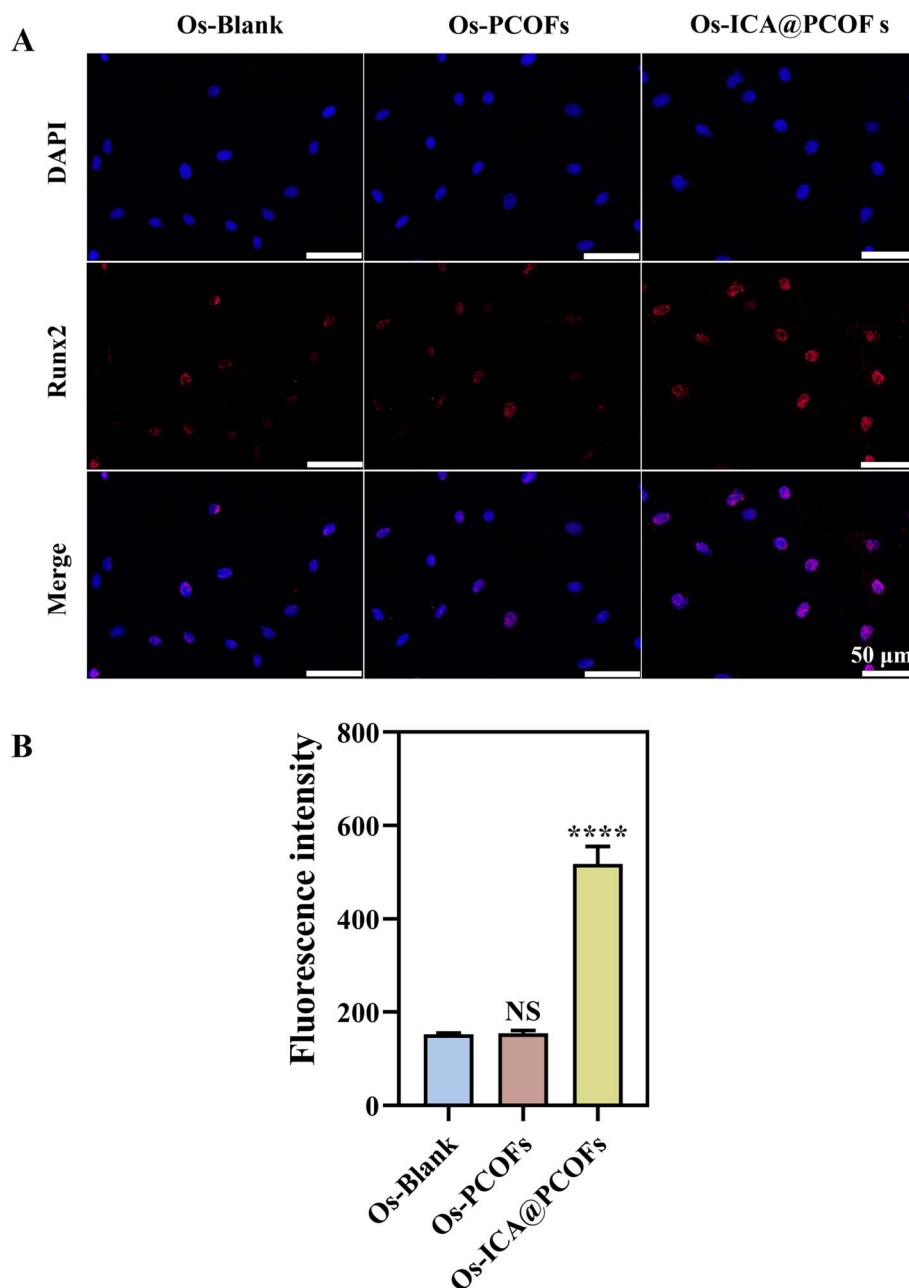 A
Os-Blank Os-PCOFs Os-ICA@PCOF s
DAPI
Runx2
Merge
50 μm
B
Fluorescence intensity
800
600
400
200
0
NS
****
Os-Blank
Os-PCOFs
Os-ICA@PCOFs